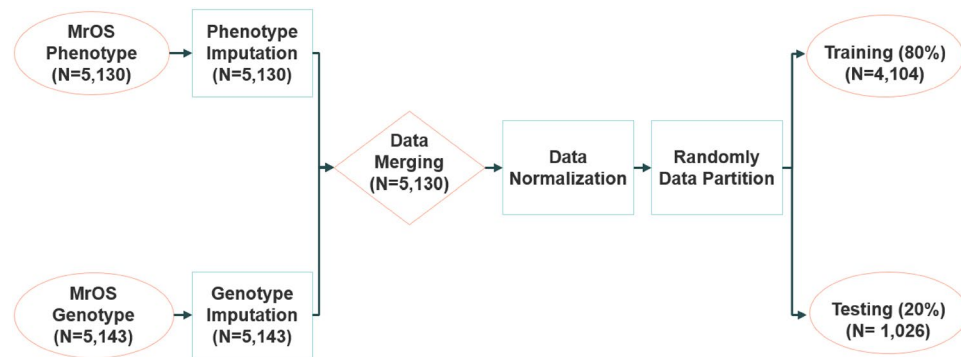 MrOS
Phenotype
(N=5,130)
Phenotype
Imputation
(N=5,130)
Data
Merging
(N=5,130)
Data
Normalization
Randomly
Data Partition
Training (80%)
(N=4,104)
MrOS
Genotype
(N=5,143)
Genotype
Imputation
(N=5,143)
Testing (20%)
(N= 1,026)